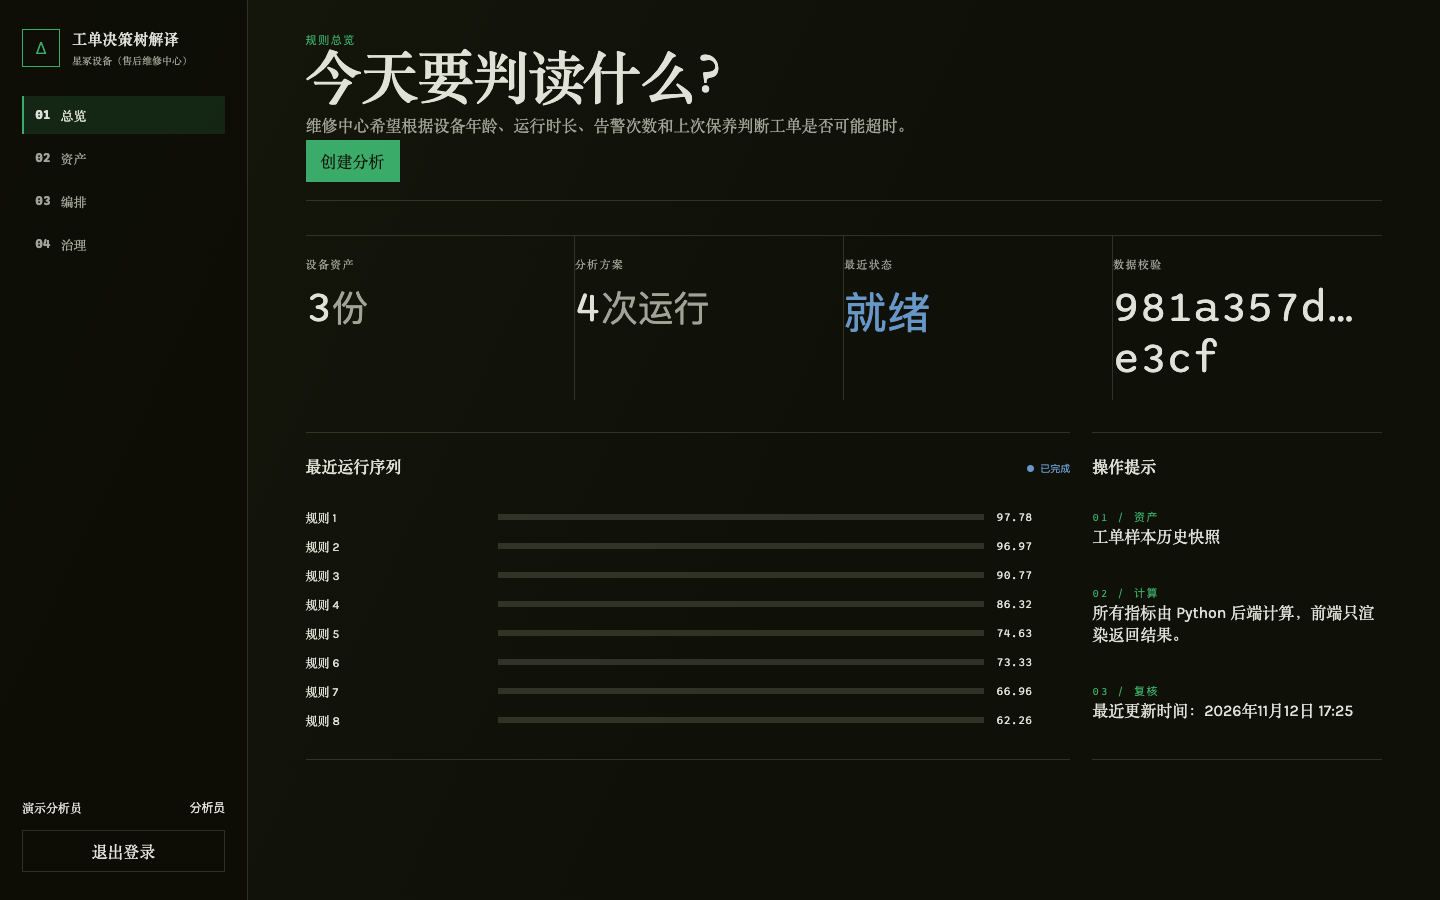 Δ
工单决策树解译
星冢设备（售后维修中心）
01 总览
02 资产
03 编排
04 治理
演示分析员 分析员
退出登录
规则总览
今天要判读什么？
维修中心希望根据设备年龄、运行时长、告警次数和上次保养判断工单是否可能超时。
创建分析
设备资产
3份
分析方案
4次运行
最近状态
就绪
数据校验
981a357d…
e3cf
最近运行序列
已完成
规则 1 97.78
规则 2 96.97
规则 3 90.77
规则 4 86.32
规则 5 74.63
规则 6 73.33
规则 7 66.96
规则 8 62.26
操作提示
01 / 资产
工单样本历史快照
02 / 计算
所有指标由 Python 后端计算，前端只渲
染返回结果。
03 / 复核
最近更新时间：2026年11月12日 17:25